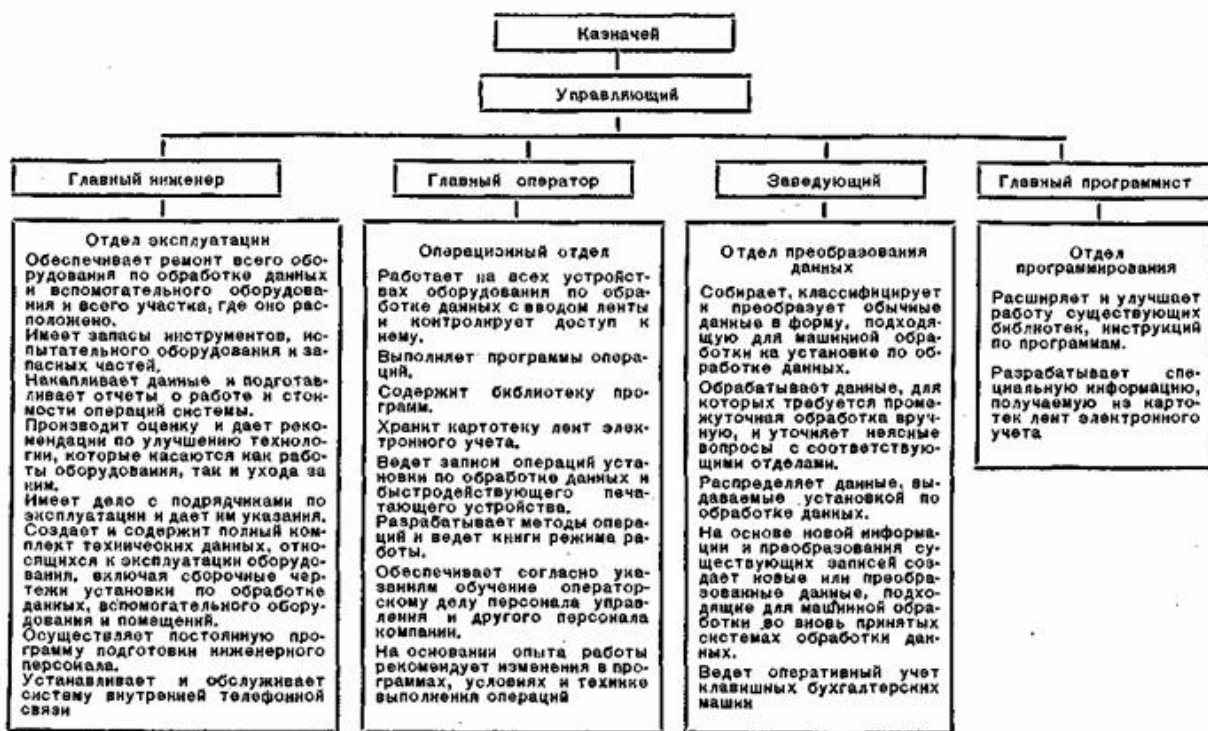 Казначей
Управляющий
Главный инженер
Главный оператор
Заведующий
Главный программист
Отдел эксплуатации
Обеспечивает ремонт всего обо-
рудования по обработке данных
и вспомогательного оборудова-
ния и всего участка, где оно рас-
положено.
Имеет запасы инструментов, ис-
пытательного оборудования и за-
пасных частей.
Накапливает данные и подготав-
ливает отчеты о работе и стои-
мости операций системы.
Производит оценку и дает реко-
мендации по улучшению техноло-
гии, которые касаются как рабо-
ты оборудования, так и ухода за
ним.
Имеет дело с подрядчиками по
эксплуатации и дает им указания.
Создает и содержит полный ком-
плект технических данных, отно-
сящихся к эксплуатации оборудо-
вания, включая сборочные чер-
тежи установки по обработке
данных, вспомогательного обору-
дования и помещений.
Осуществляет постоянную про-
грамму подготовки инженерного
персонала.
Устанавливает и обслуживает
систему внутренней телефонной
связи
Операционный отдел
Работает на всех устройст-
вах оборудования по обра-
ботке данных с вводом ленты
и контролирует доступ к
нему.
Выполняет программы опера-
ций.
Содержит библиотеку про-
грамм.
Хранит картотеку лент элек-
тронного учета.
Ведет записи операций уста-
новки по обработке данных и
быстродействующего печа-
тающего устройства.
Разрабатывает методы опера-
ций и ведет книги режима ра-
боты.
Обеспечивает согласно ука-
заниям обучение оператор-
скому делу персонала управ-
ления и другого персонала
компании.
На основании опыта работы
рекомендует изменения в про-
граммах, условиях и технике
выполнения операций
Отдел преобразования
данных
Собирает, классифицирует
и преобразует обычные
данные в форму, подходя-
щую для машинной обра-
ботки на установке по об-
работке данных.
Обрабатывает данные, для
которых требуется проме-
жуточная обработка вруч-
ную, и уточняет неясные
вопросы с соответствую-
щими отделами.
Распределяет данные, вы-
даваемые установкой по
обработке данных.
На основе новой информа-
ции и преобразования су-
ществующих записей соз-
дает новые или преобра-
зованные данные, подхо-
дящие для машинной обра-
ботки во вновь принятых
системах обработки дан-
ных.
Ведет оперативный учет
клавишных бухгалтерских
машин
Отдел
программирования
Расширяет и улучшает
работу существующих
библиотек, инструкций
по программам.
Разрабатывает спе-
циальную информацию,
получаемую из карто-
тек лент электронного
учета